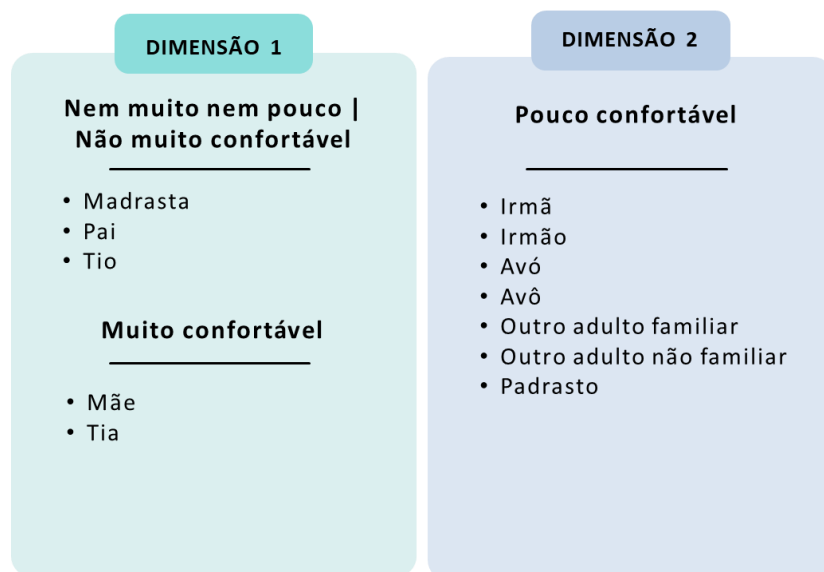 DIMENSÃO 1
Nem muito nem pouco |
Não muito confortável
• Madrasta
• Pai
• Tio
Muito confortável
• Mãe
• Tia
DIMENSÃO 2
Pouco confortável
• Irmã
• Irmão
• Avó
• Avô
• Outro adulto familiar
• Outro adulto não familiar
• Padrasto